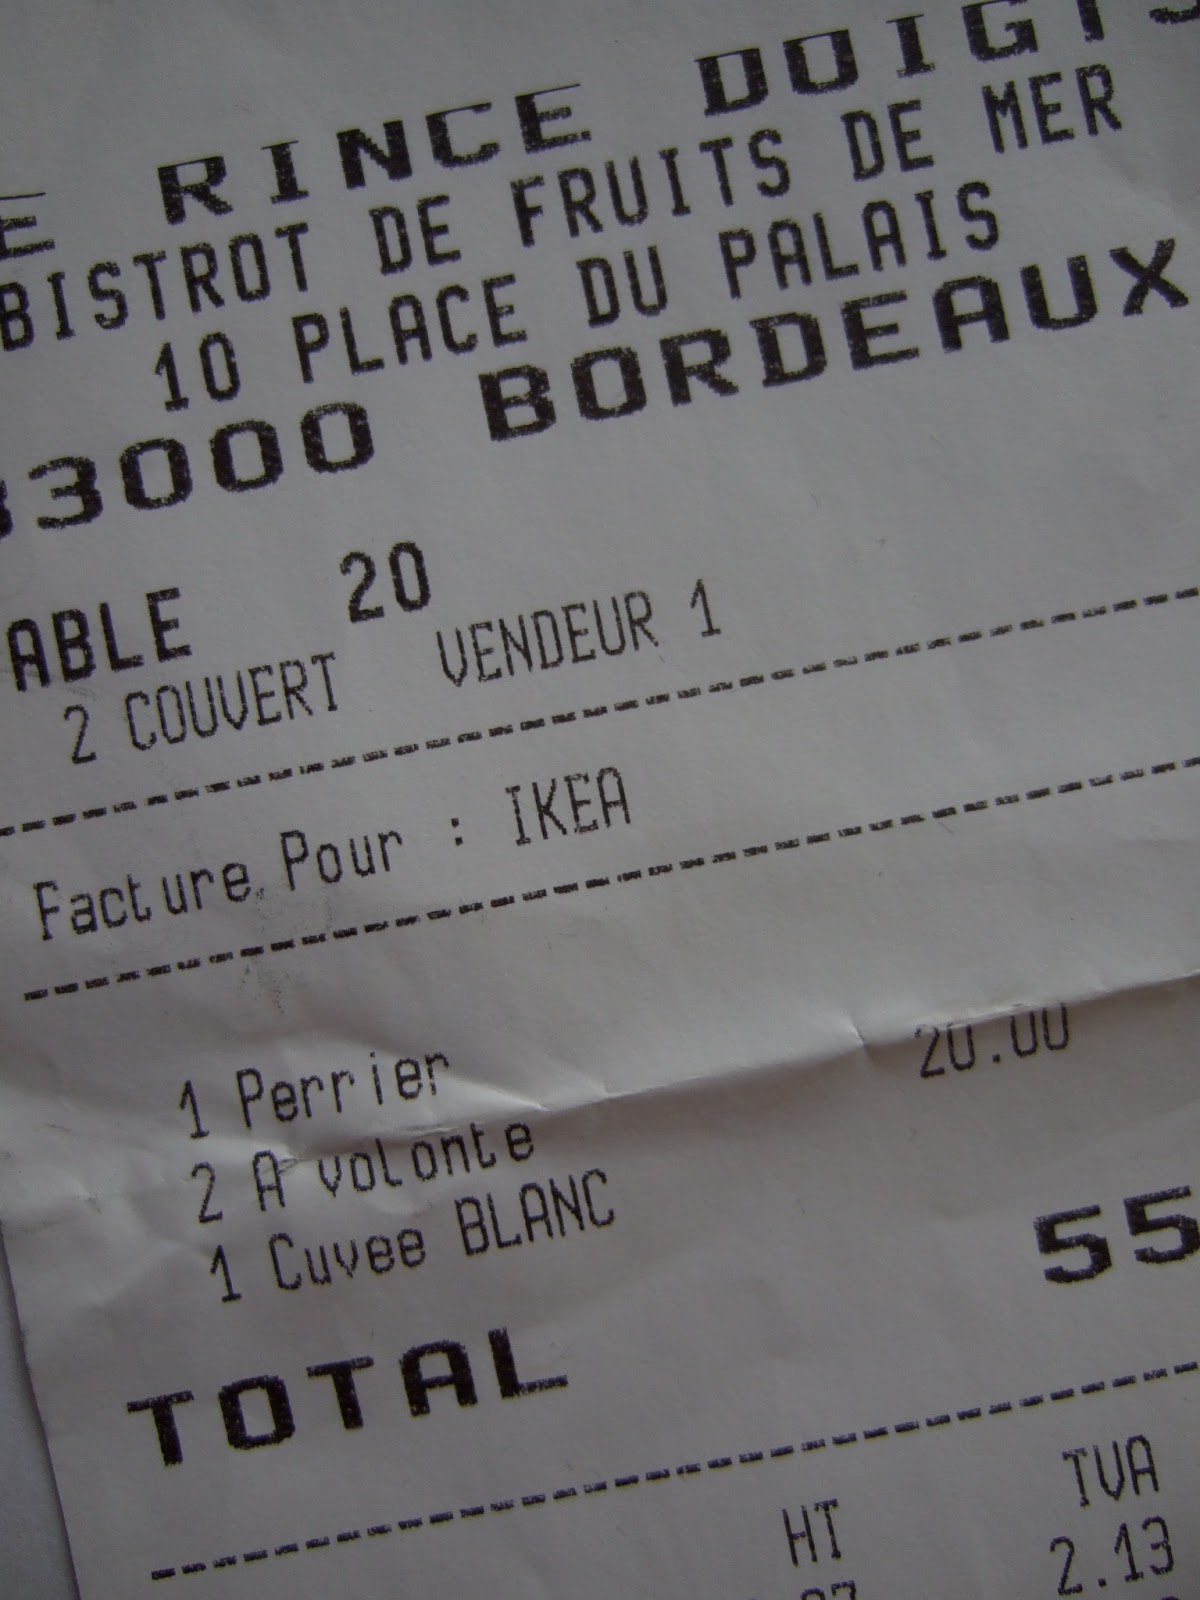 E RINCE DOIGTS
BISTROT DE FRUITS DE MER
10 PLACE DU PALAIS
33000 BORDEAUX
ABLE 20
2 COUVERT VENDEUR 1
Facture Pour : IKEA
1 Perrier
2 A volonte 20.00
1 Cuvee BLANC
TOTAL 55
HT TVA
2.13